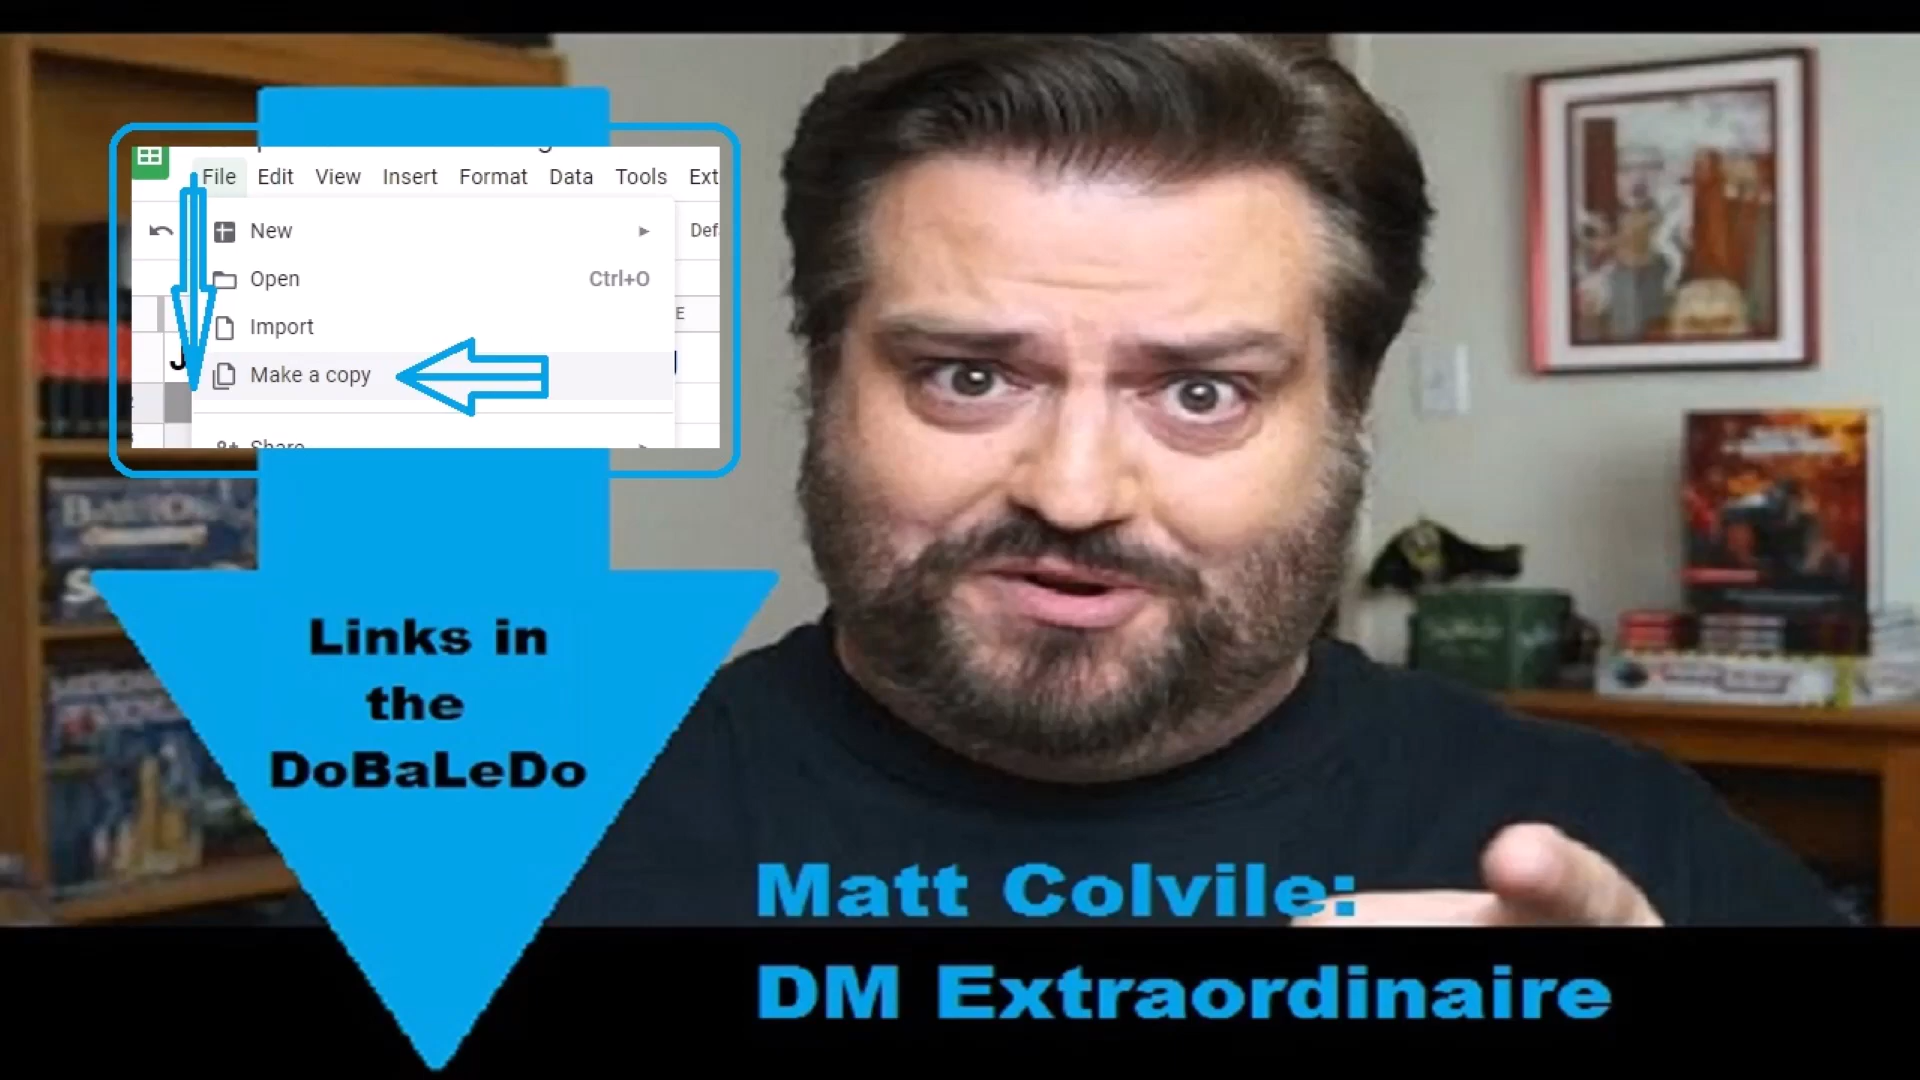 File Edit View Insert Format Data Tools Ext
New
Open Ctrl+O
Import
E
Make a copy
Share
Links in
the
DoBaLeDo
Matt Colvile:
DM Extraordinaire